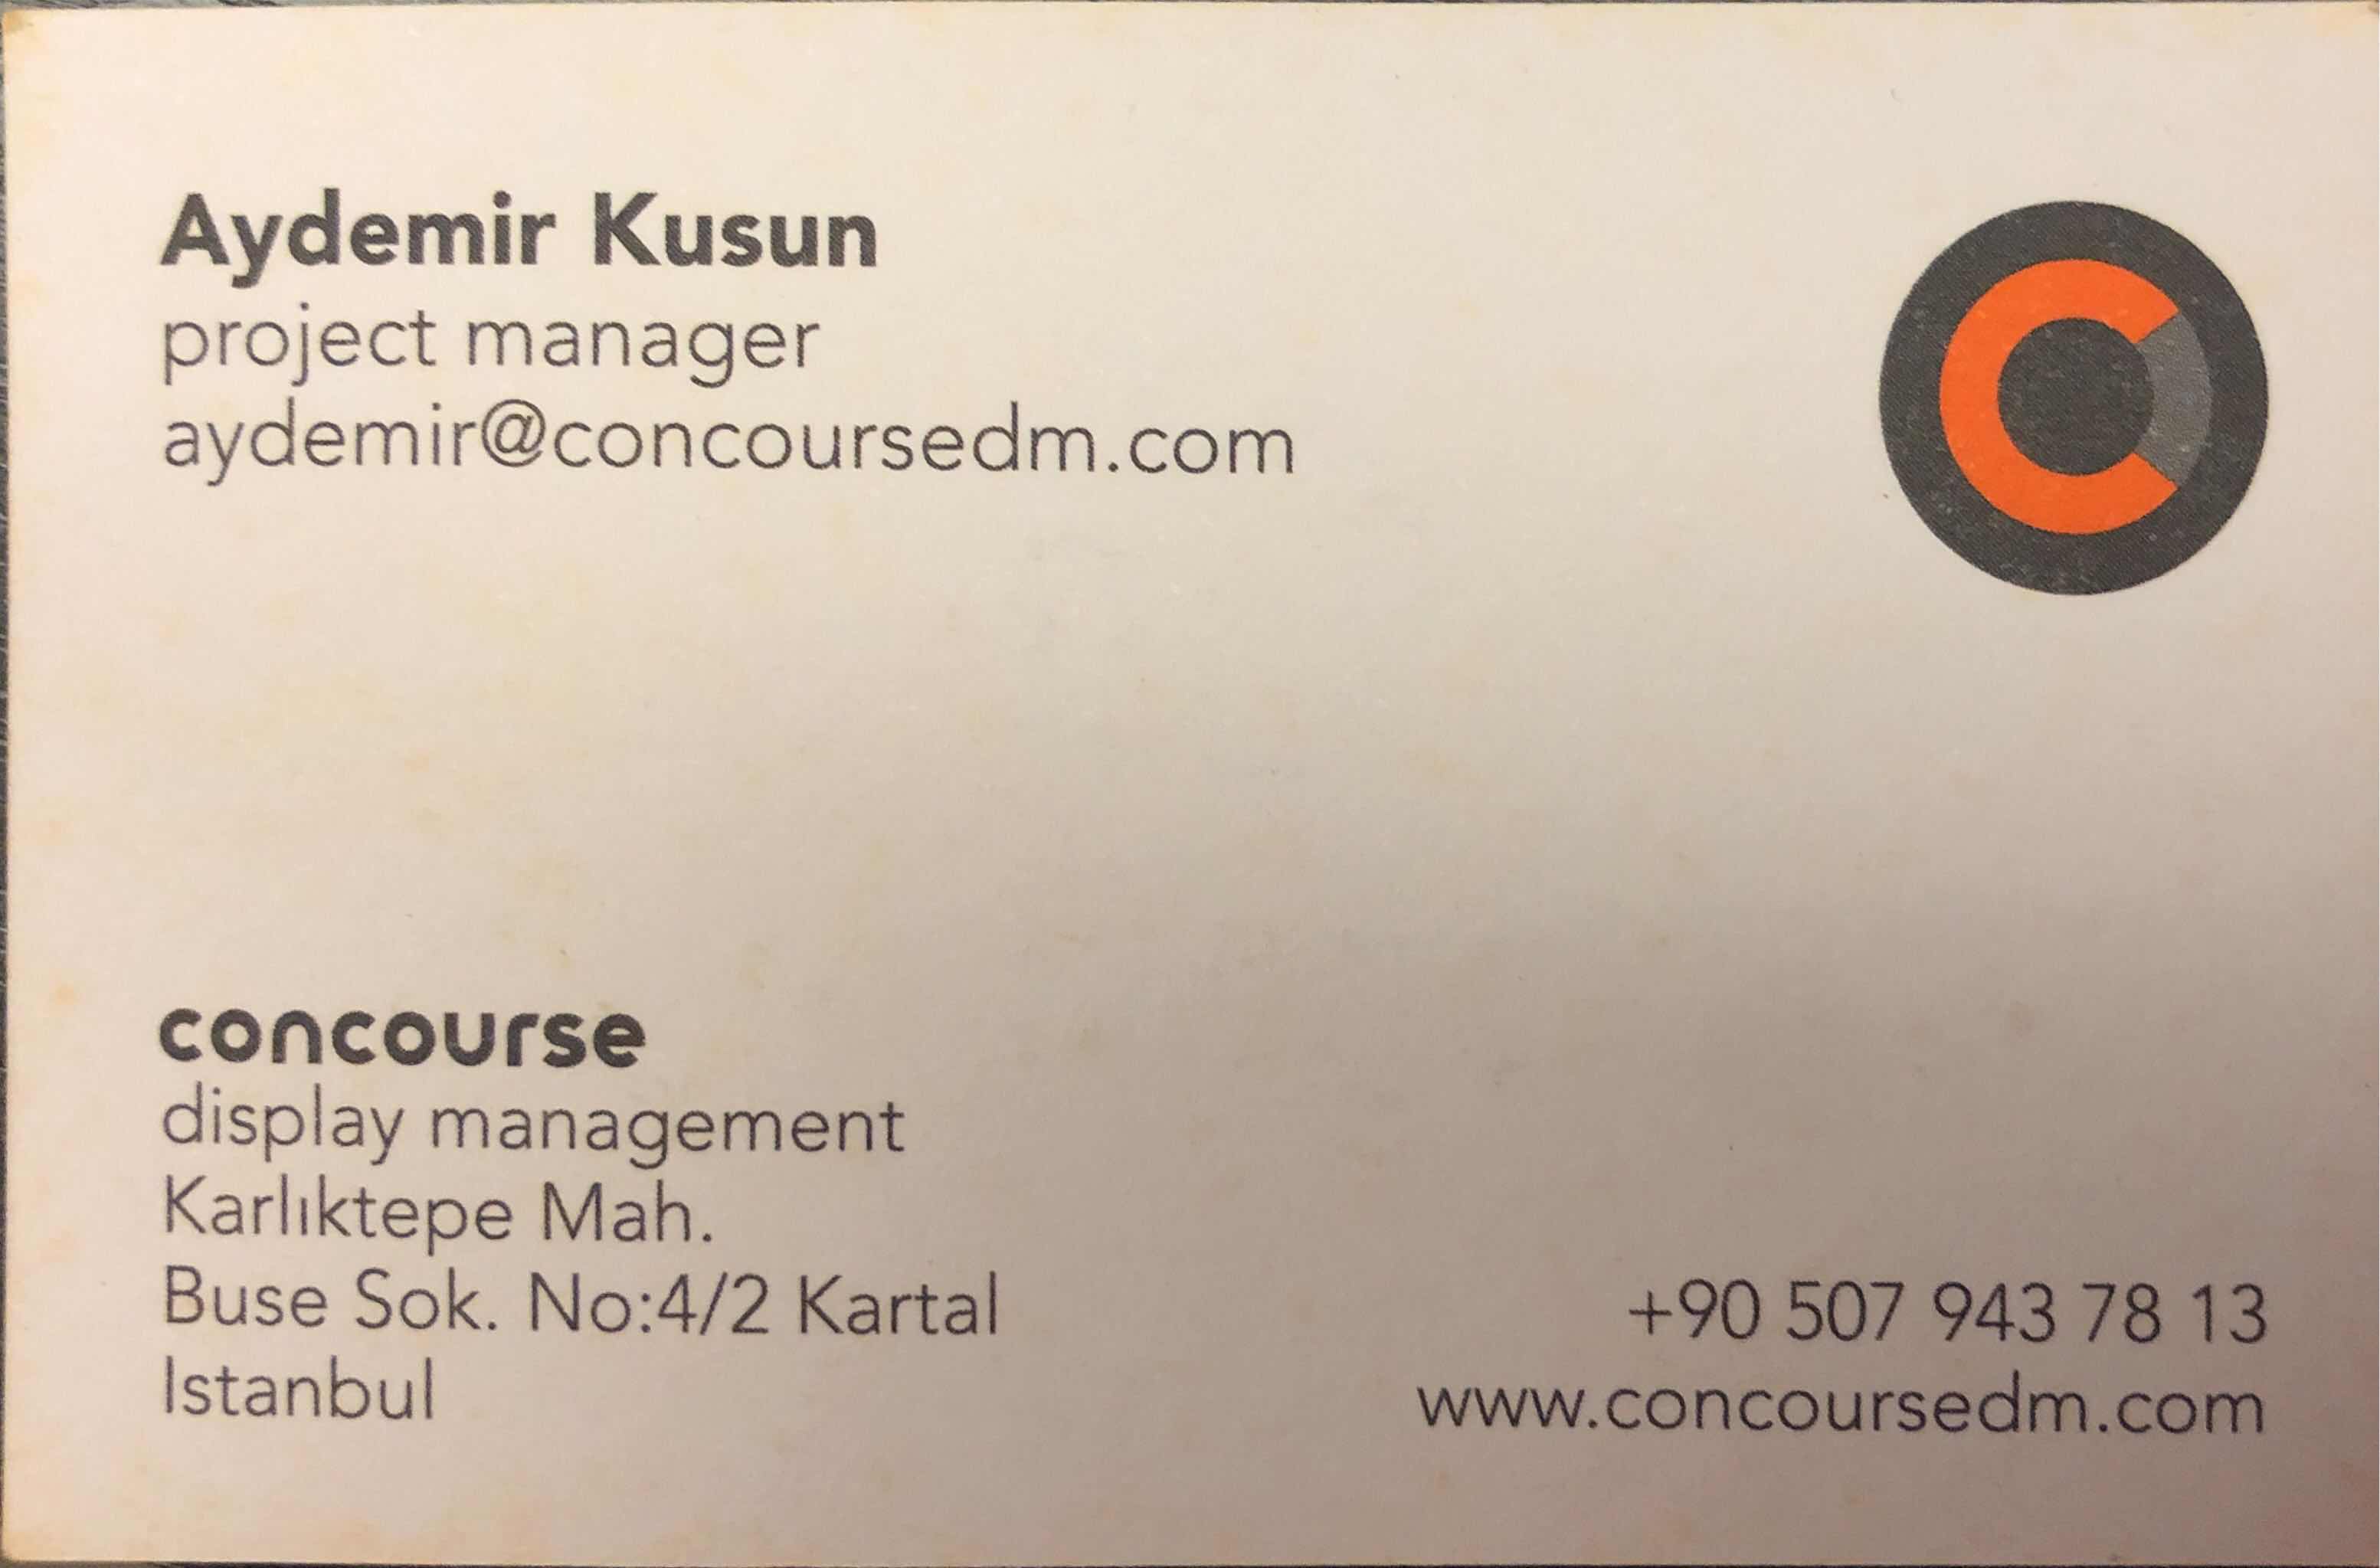 Aydemir Kusun
project manager
aydemir@concoursedm.com
concourse
display management
Karlıktepe Mah.
Buse Sok. No:4/2 Kartal
Istanbul
+90 507 943 78 13
www.concoursedm.com